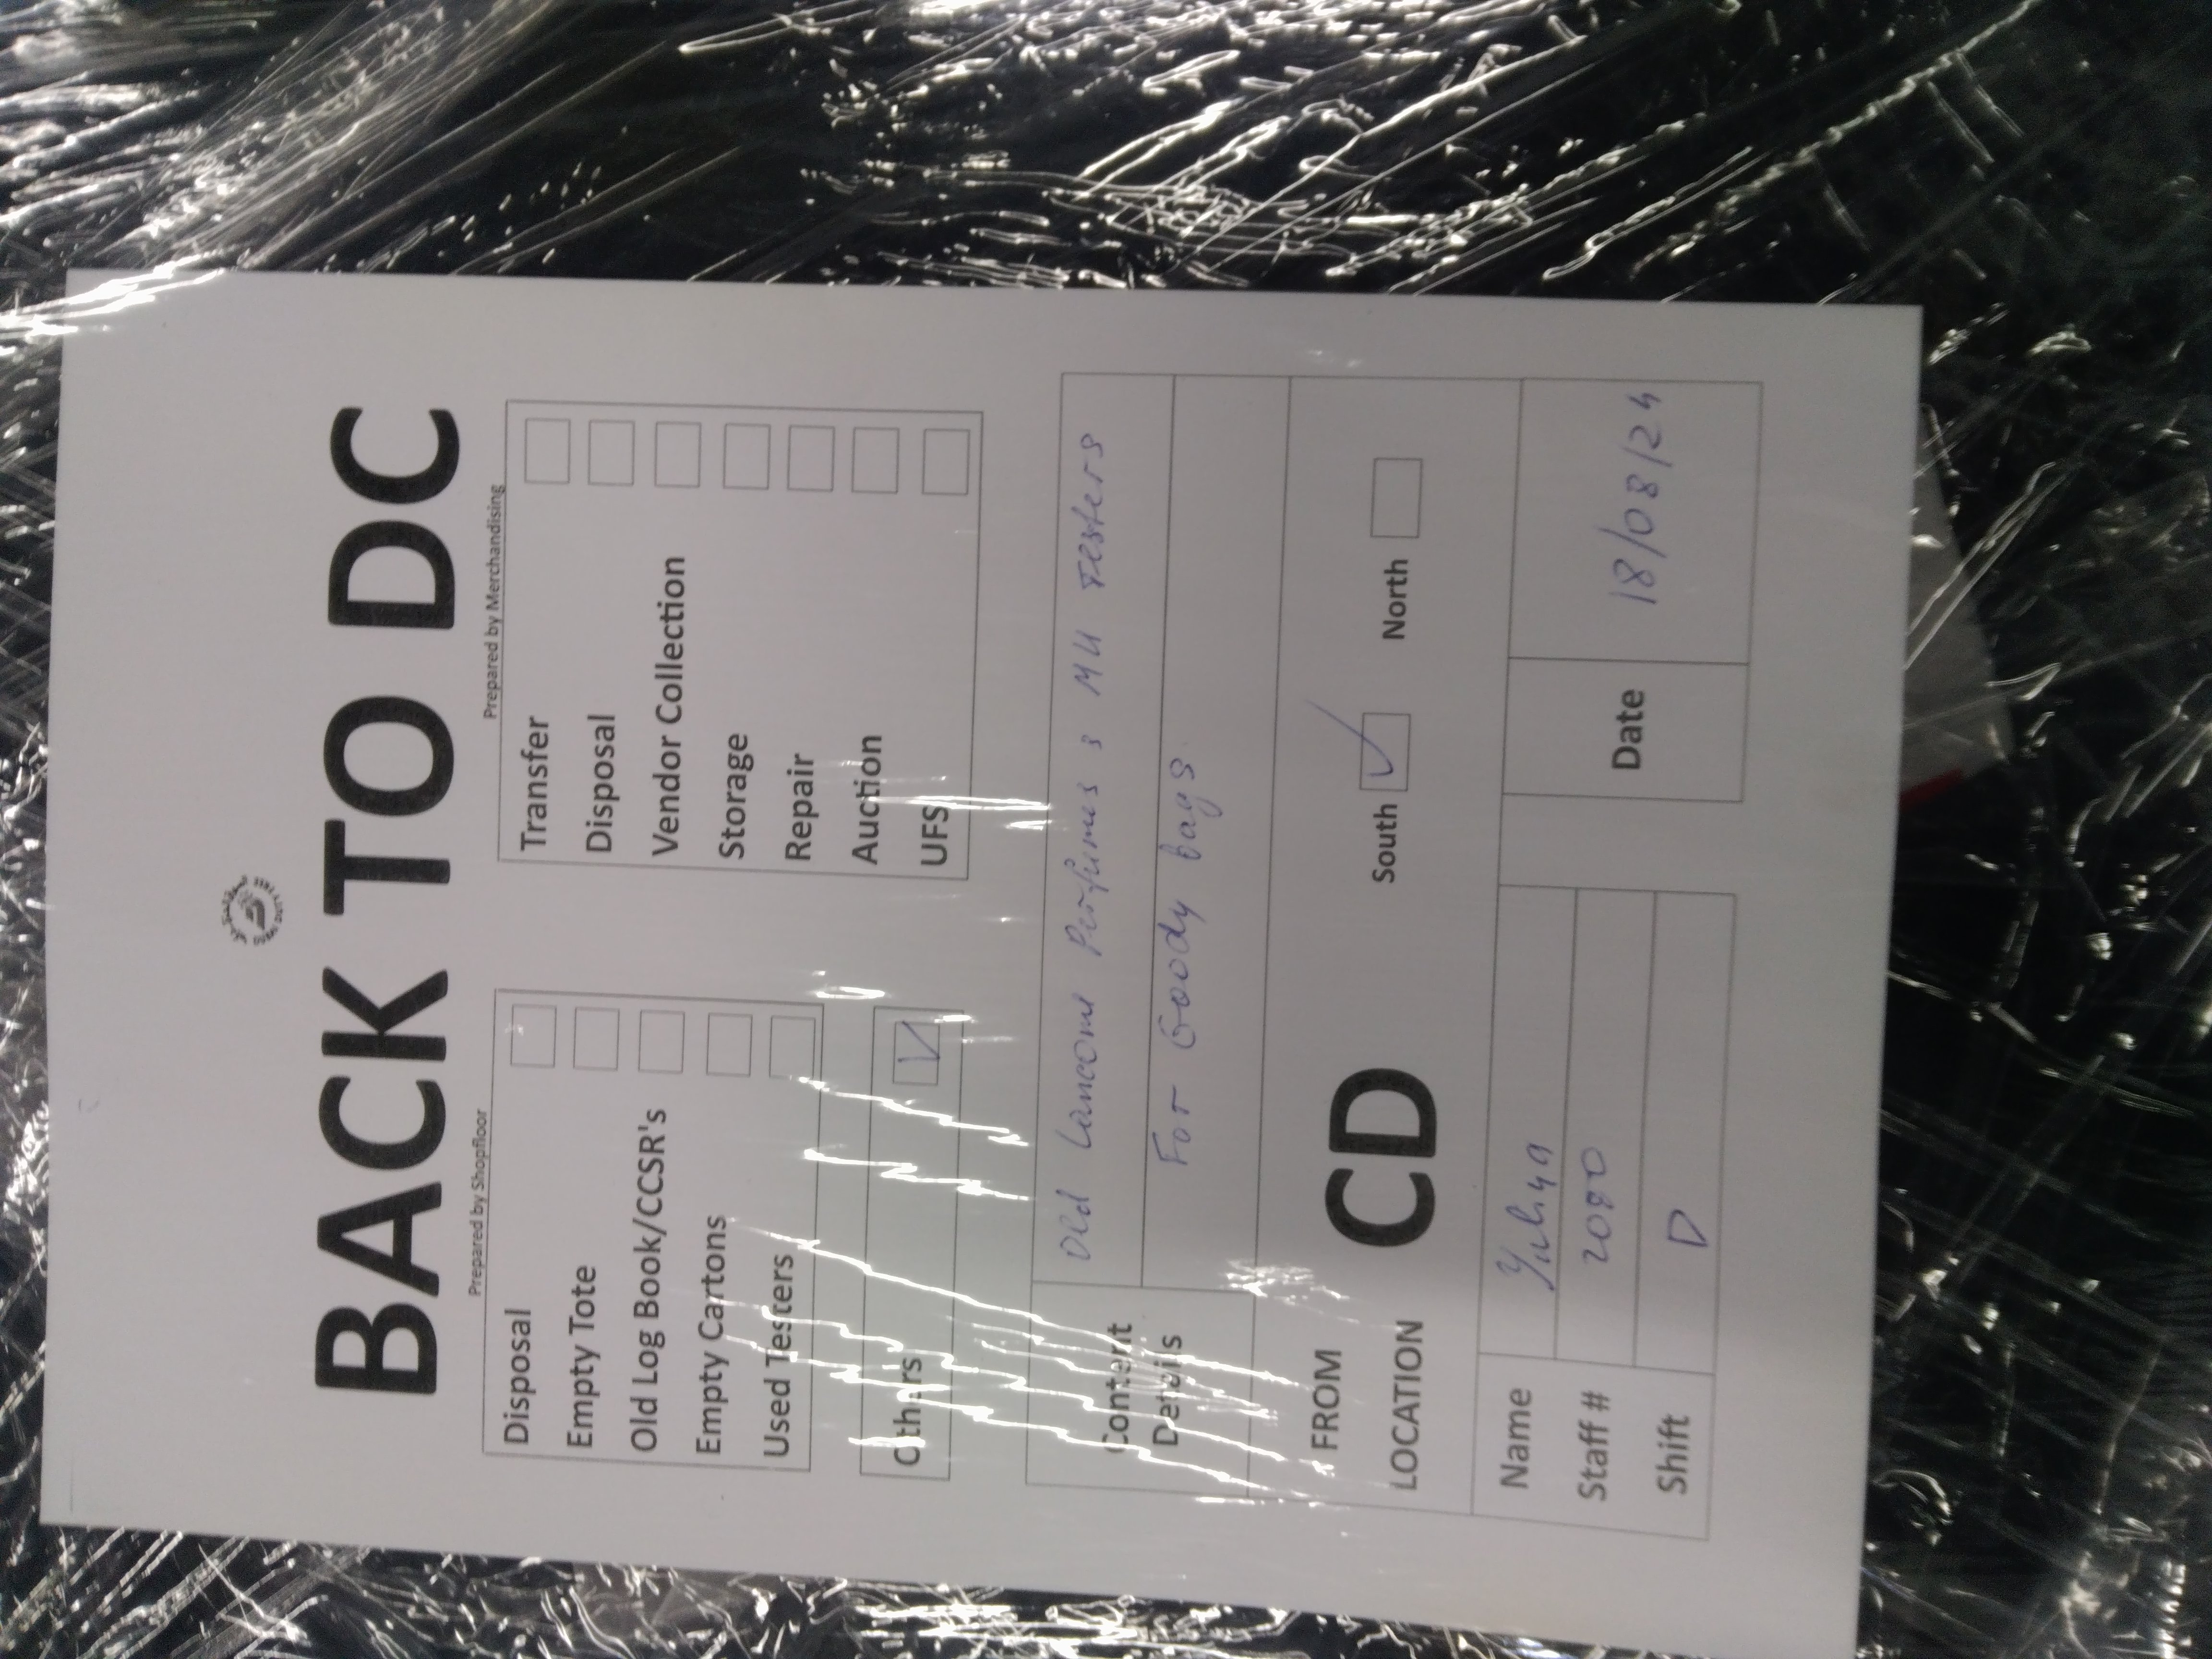 BACK TO DC
Prepared by Shopfloor
Disposal
Empty Tote
Old Log Book/CCSR's
Empty Cartons
Used Testers
Others ✓
Prepared by Merchandising
Transfer
Disposal
Vendor Collection
Storage
Repair
Auction
UFS
Content Details
Old Lancome Perfumes MU Testers
For Goody bags
FROM LOCATION
CD
South ✓ North
Name
Staff # 2080
Shift D
Date 18/08/24